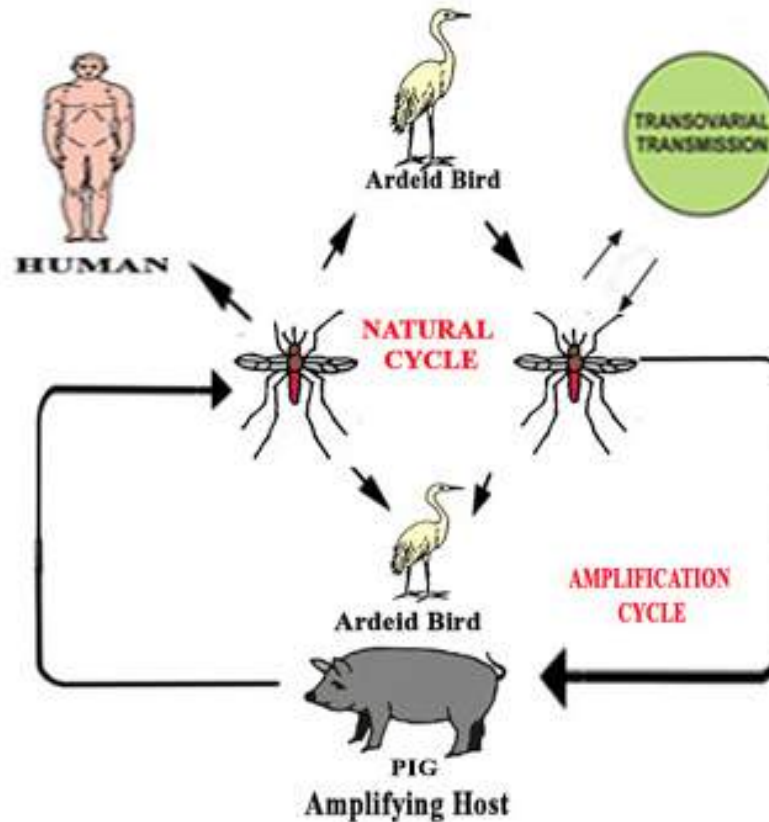 Ardeid Bird
TRANSOVARIAL
TRANSMISSION
HUMAN
NATURAL
CYCLE
Ardeid Bird
AMPLIFICATION
CYCLE
PIG
Amplifying Host